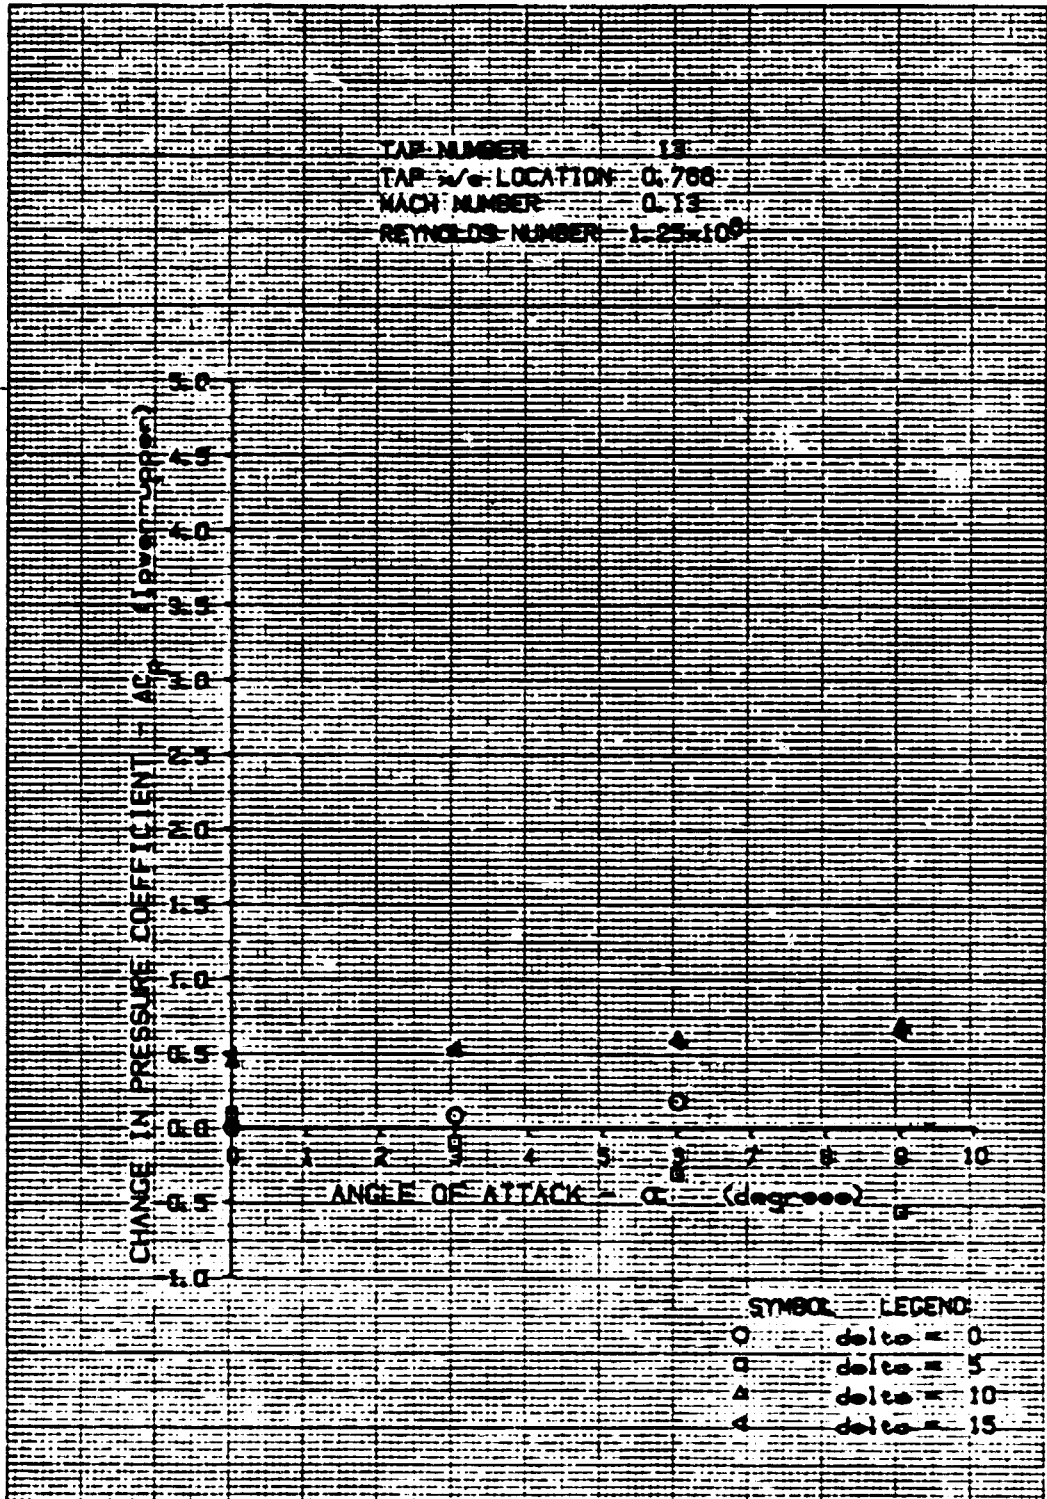 TAP NUMBER 13
TAP x/c LOCATION 0.766
MACH NUMBER 0.13
REYNOLDS NUMBER 1.25x10⁶
CHANGE IN PRESSURE COEFFICIENT - ΔCp (lower-upper)
5.0
4.5
4.0
3.5
3.0
2.5
2.0
1.5
1.0
0.5
0.0
-0.5
-1.0
0 1 2 3 4 5 6 7 8 9 10
ANGLE OF ATTACK - α (degrees)
SYMBOL LEGEND
delta = 0
delta = 5
delta = 10
delta = 15